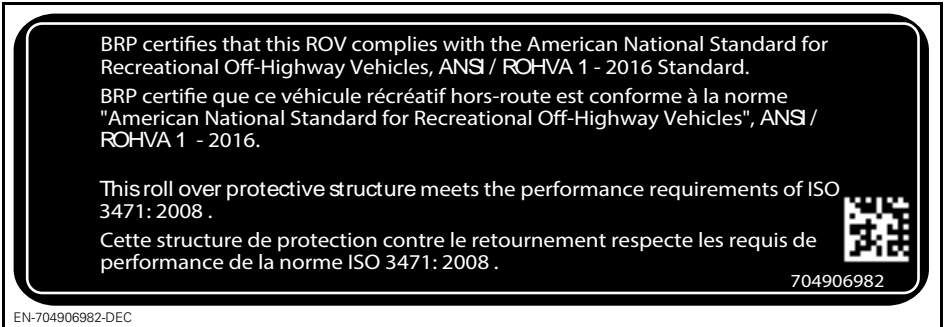 BRP certifies that this ROV complies with the American National Standard for
Recreational Off-Highway Vehicles, ANSI / ROHVA 1 - 2016 Standard.
BRP certifie que ce véhicule récréatif hors-route est conforme à la norme
"American National Standard for Recreational Off-Highway Vehicles", ANSI /
ROHVA 1 - 2016.
This roll over protective structure meets the performance requirements of ISO
3471: 2008 .
Cette structure de protection contre le retournement respecte les requis de
performance de la norme ISO 3471: 2008 .
704906982
EN-704906982-DEC